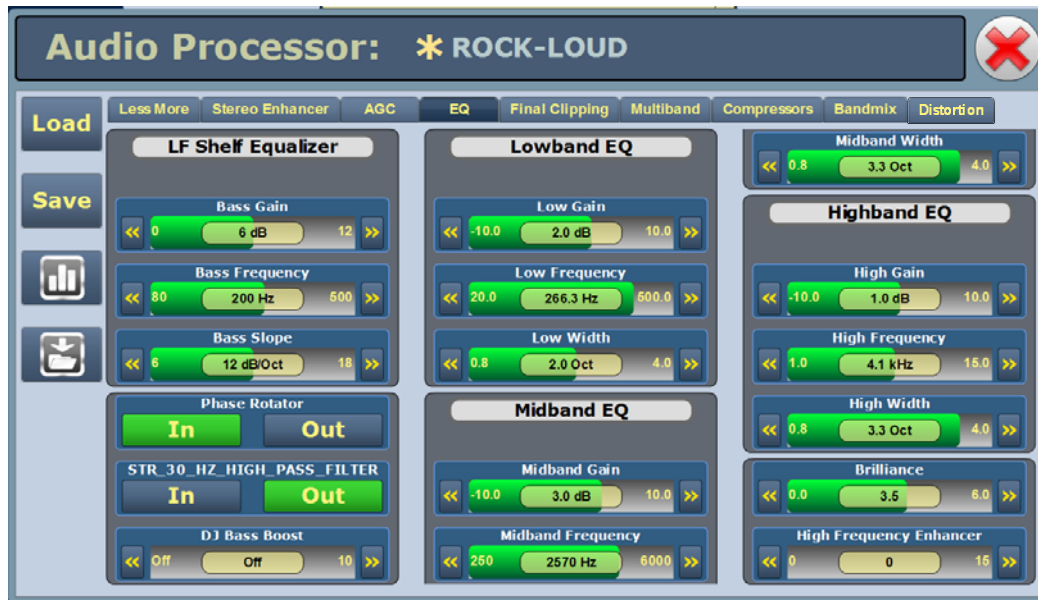 Audio Processor: * ROCK-LOUD
Load
Save
Less More Stereo Enhancer AGC EQ Final Clipping Multiband Compressors Bandmix Distortion
LF Shelf Equalizer
Bass Gain
<< 0 6 dB 12 >>
Bass Frequency
<< 80 200 Hz 500 >>
Bass Slope
<< 6 12 dB/Oct 18 >>
Phase Rotator
In Out
STR_30_HZ_HIGH_PASS_FILTER
In Out
DJ Bass Boost
<< Off Off 10 >>
Lowband EQ
Low Gain
<< -10.0 2.0 dB 10.0 >>
Low Frequency
<< 20.0 266.3 Hz 500.0 >>
Low Width
<< 0.8 2.0 Oct 4.0 >>
Midband EQ
Midband Gain
<< -10.0 3.0 dB 10.0 >>
Midband Frequency
<< 250 2570 Hz 6000 >>
Midband Width
<< 0.8 3.3 Oct 4.0 >>
Highband EQ
High Gain
<< -10.0 1.0 dB 10.0 >>
High Frequency
<< 1.0 4.1 kHz 15.0 >>
High Width
<< 0.8 3.3 Oct 4.0 >>
Brilliance
<< 0.0 3.5 6.0 >>
High Frequency Enhancer
<< 0 0 15 >>